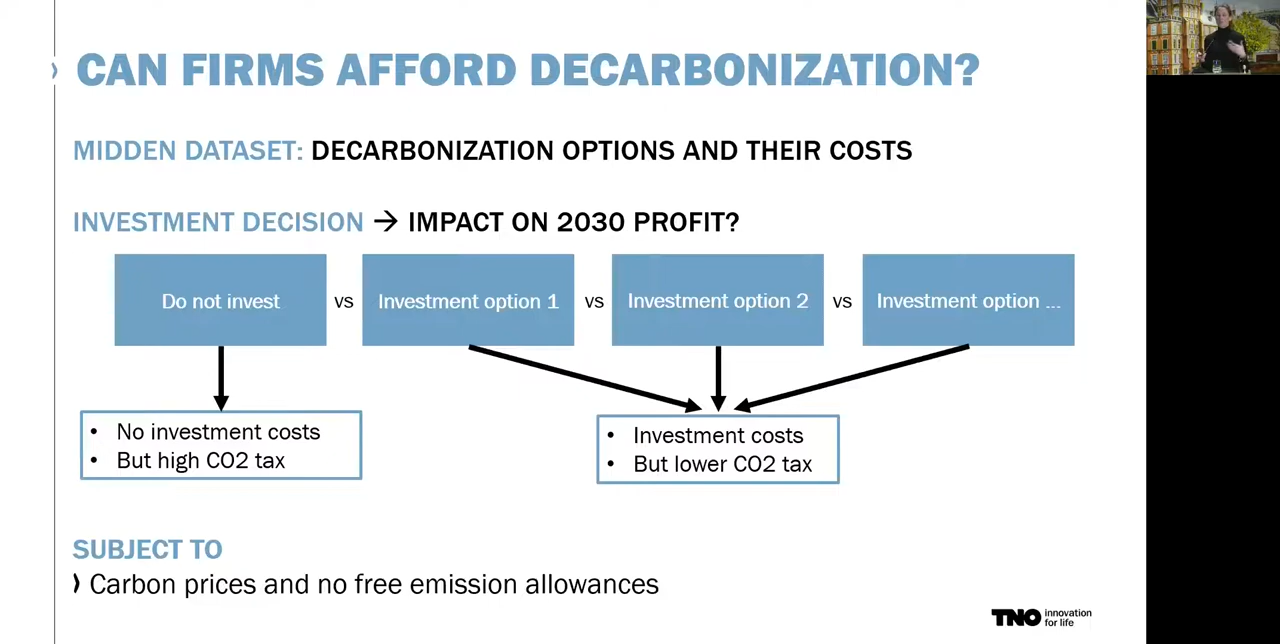 CAN FIRMS AFFORD DECARBONIZATION?
MIDDEN DATASET: DECARBONIZATION OPTIONS AND THEIR COSTS
INVESTMENT DECISION → IMPACT ON 2030 PROFIT?
Do not invest
vs
Investment option 1
vs
Investment option 2
vs
Investment option ...
• No investment costs
• But high CO2 tax
• Investment costs
• But lower CO2 tax
SUBJECT TO
Carbon prices and no free emission allowances
TNO innovation
for life